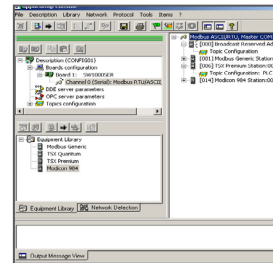 File Description Library Network Protocol Tools Items ?
Description (CONFIG01)
Boards configuration
Board 1:
Channel 0 (Serial): Modbus RTU/ASCII
DDE server parameters
OPC server parameters
Topics configuration
Equipment Library
Modbus Generic
TSX Quantum
TSX Premium
Modicon 984
Equipment Library
Network Detection
Modbus ASCII/RTU, Master COM
[000] Broadcast Reserved Ad
Topic Configuration
[001] Modbus Generic Station
[006] TSX Premium Station:00
Topic Configuration: PLC
[014] Modicon 984 Station:00
Output Message View